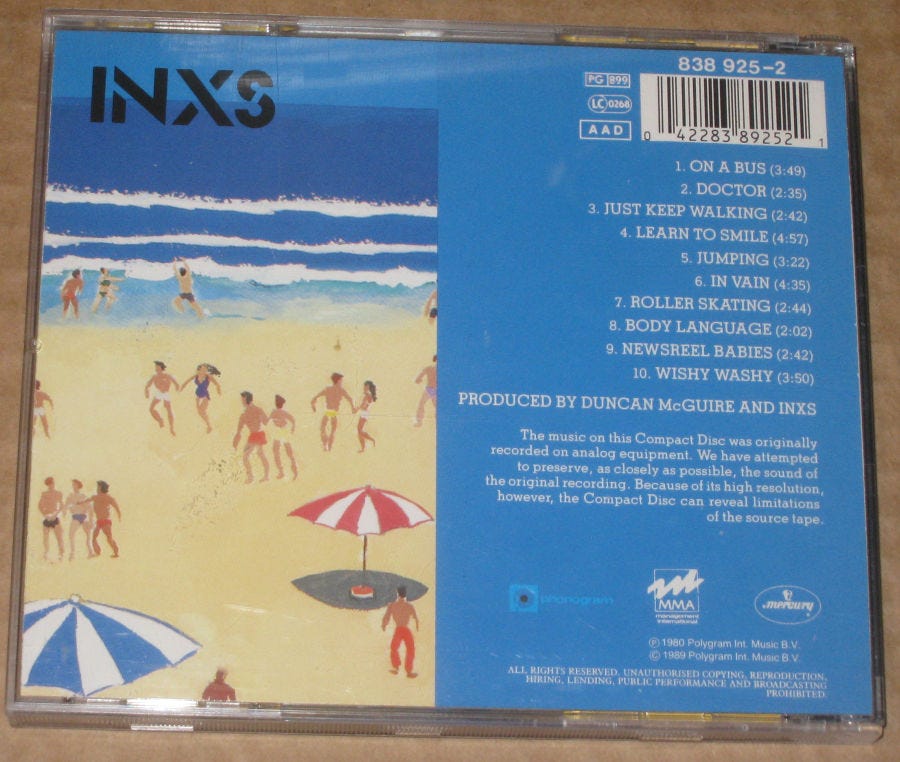 INXS
838 925-2
PG 899
LC 0268
AAD
0 42283 89252 1
1. ON A BUS (3:49)
2. DOCTOR (2:35)
3. JUST KEEP WALKING (2:42)
4. LEARN TO SMILE (4:57)
5. JUMPING (3:22)
6. IN VAIN (4:35)
7. ROLLER SKATING (2:44)
8. BODY LANGUAGE (2:02)
9. NEWSREEL BABIES (2:42)
10. WISHY WASHY (3:50)
PRODUCED BY DUNCAN McGUIRE AND INXS
The music on this Compact Disc was originally
recorded on analog equipment. We have attempted
to preserve, as closely as possible, the sound of
the original recording. Because of its high resolution,
however, the Compact Disc can reveal limitations
of the source tape.
phonogram
MMA
management
international
mercury
℗ 1980 Polygram Int. Music B.V.
© 1989 Polygram Int. Music B.V.
ALL RIGHTS RESERVED. UNAUTHORISED COPYING, REPRODUCTION,
HIRING, LENDING, PUBLIC PERFORMANCE AND BROADCASTING
PROHIBITED.